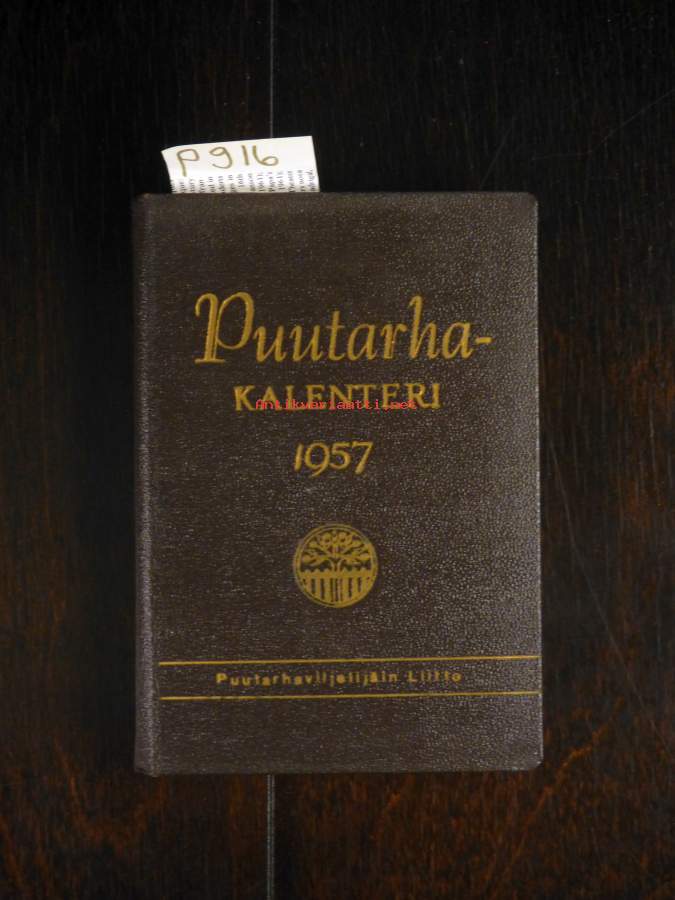 p916
Puutarha-
KALENTERI
Antikvariaatti.net
1957
Puutarhaviljelijäin Liitto